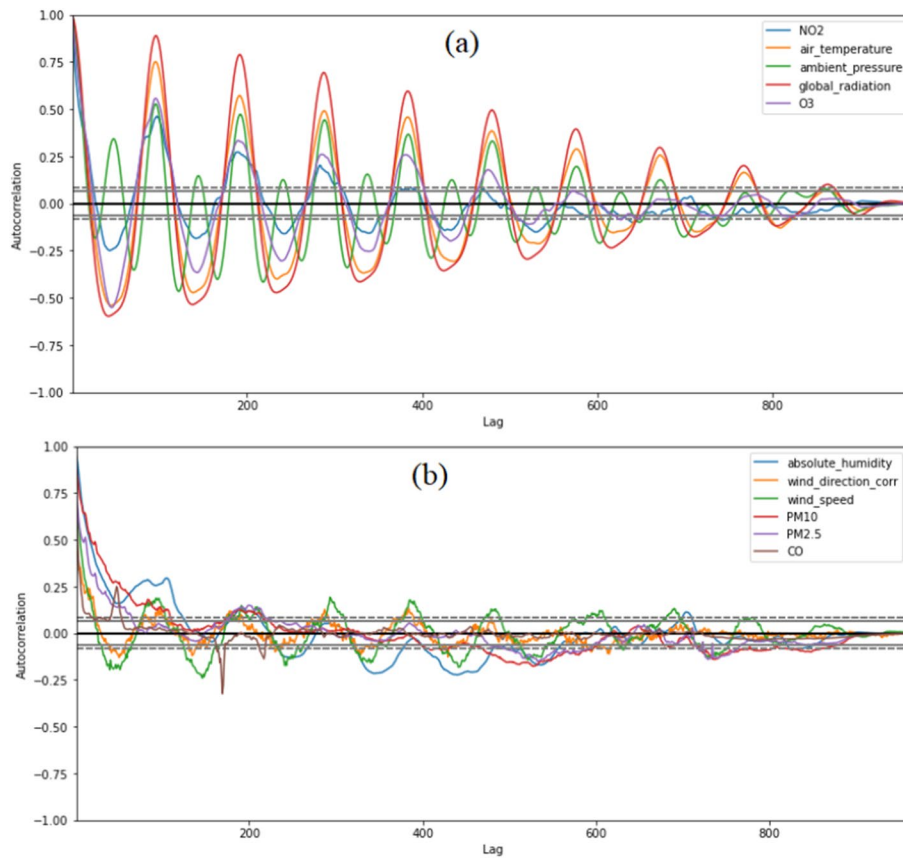 (a)
NO2
air_temperature
ambient_pressure
global_radiation
O3
1.00
0.75
0.50
0.25
0.00
−0.25
−0.50
−0.75
−1.00
Autocorrelation
200
400
600
800
Lag
(b)
absolute_humidity
wind_direction_corr
wind_speed
PM10
PM2.5
CO
1.00
0.75
0.50
0.25
0.00
−0.25
−0.50
−0.75
−1.00
Autocorrelation
200
400
600
800
Lag